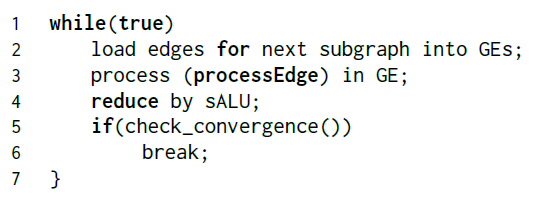 1 while(true)
2 load edges for next subgraph into GEs;
3 process (processEdge) in GE;
4 reduce by sALU;
5 if(check_convergence())
6 break;
7 }